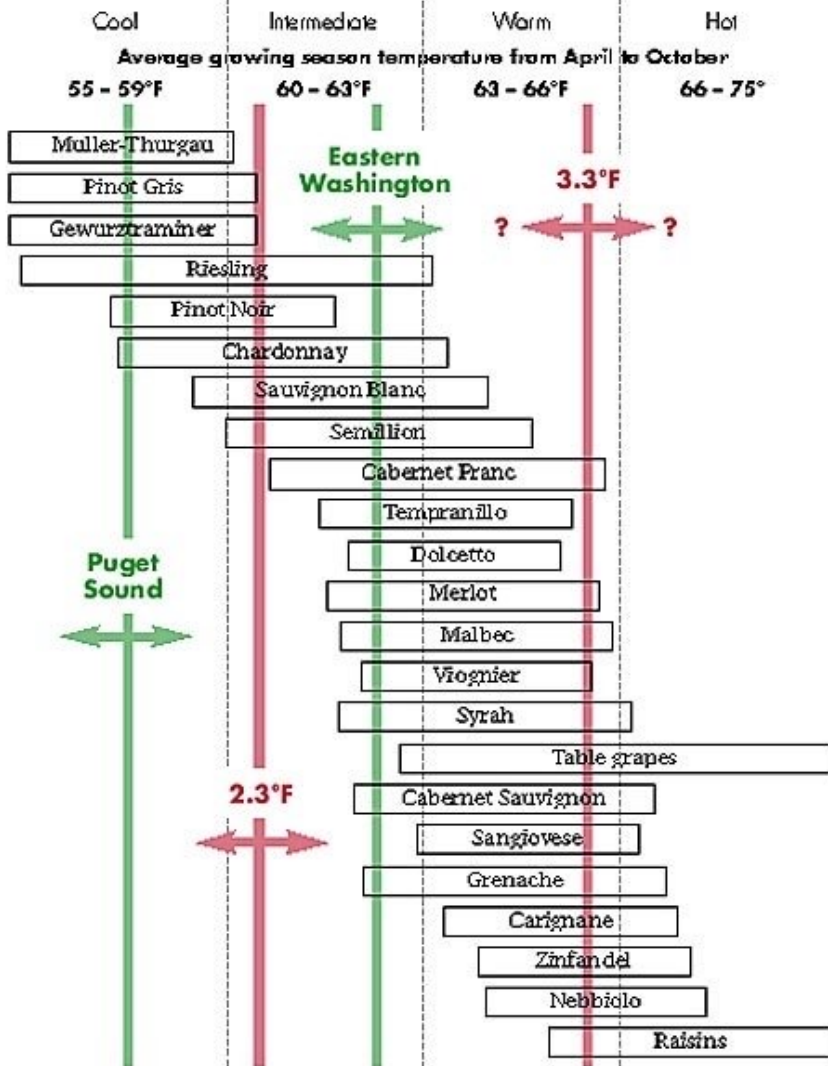 Cool Intermediate Warm Hot
Average growing season temperature from April to October
55 – 59°F 60 – 63°F 63 – 66°F 66 – 75°
Muller-Thurgau
Eastern
Washington
Pinot Gris
3.3°F
Gewurztraminer
? ?
Riesling
Pinot Noir
Chardonnay
Sauvignon Blanc
Semillion
Cabernet Franc
Tempranillo
Dolcetto
Puget
Sound
Merlot
Malbec
Viognier
Syrah
Table grapes
2.3°F
Cabernet Sauvignon
Sangiovese
Grenache
Carignane
Zinfandel
Nebbiolo
Raisins